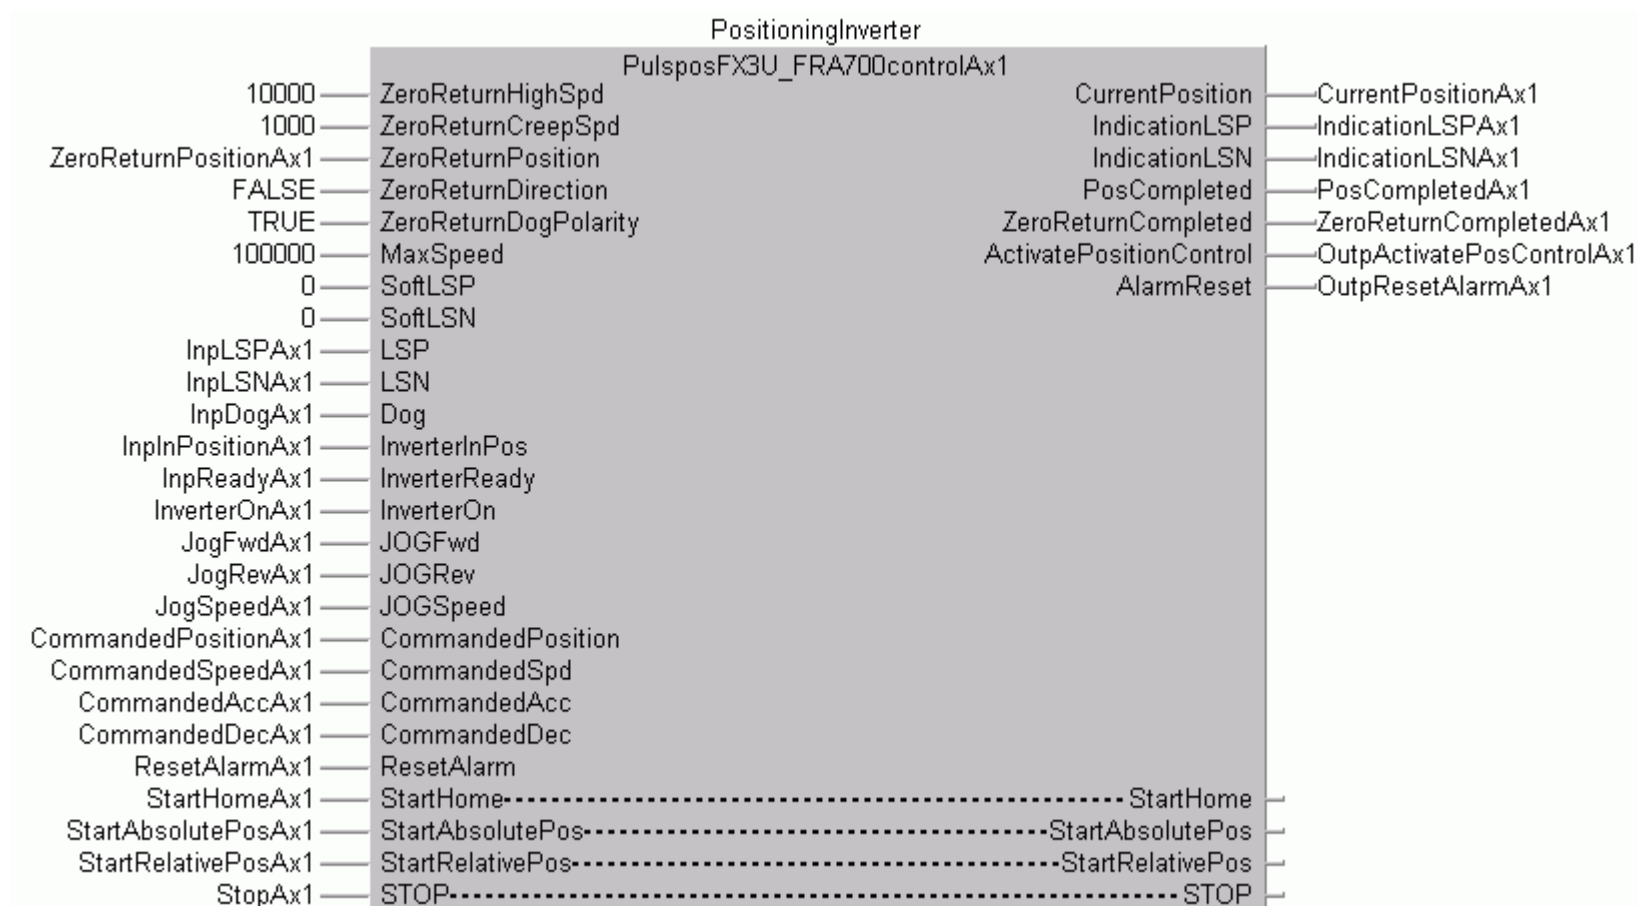 PositioningInverter
PulsposFX3U_FRA700controlAx1
10000 ZeroReturnHighSpd CurrentPosition CurrentPositionAx1
1000 ZeroReturnCreepSpd IndicationLSP IndicationLSPAx1
ZeroReturnPositionAx1 ZeroReturnPosition IndicationLSN IndicationLSNAx1
FALSE ZeroReturnDirection PosCompleted PosCompletedAx1
TRUE ZeroReturnDogPolarity ZeroReturnCompleted ZeroReturnCompletedAx1
100000 MaxSpeed ActivatePositionControl OutpActivatePosControlAx1
0 SoftLSP AlarmReset OutpResetAlarmAx1
0 SoftLSN
InpLSPAx1 LSP
InpLSNAx1 LSN
InpDogAx1 Dog
InpInPositionAx1 InverterInPos
InpReadyAx1 InverterReady
InverterOnAx1 InverterOn
JogFwdAx1 JOGFwd
JogRevAx1 JOGRev
JogSpeedAx1 JOGSpeed
CommandedPositionAx1 CommandedPosition
CommandedSpeedAx1 CommandedSpd
CommandedAccAx1 CommandedAcc
CommandedDecAx1 CommandedDec
ResetAlarmAx1 ResetAlarm
StartHomeAx1 StartHome StartHome
StartAbsolutePosAx1 StartAbsolutePos StartAbsolutePos
StartRelativePosAx1 StartRelativePos StartRelativePos
StopAx1 STOP STOP